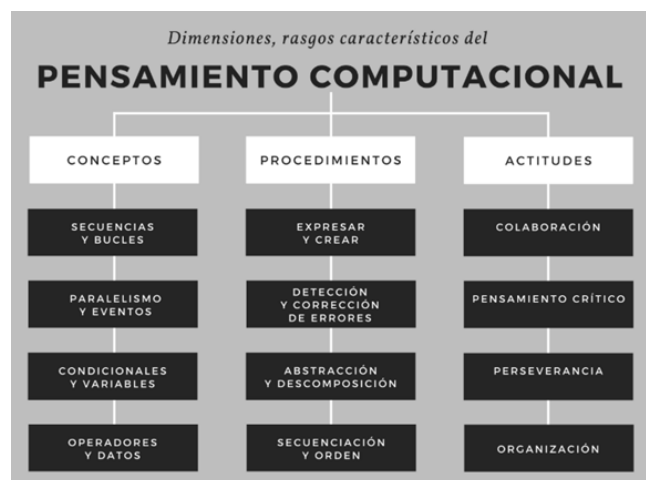 Dimensiones, rasgos característicos del
PENSAMIENTO COMPUTACIONAL
CONCEPTOS
SECUENCIAS
Y BUCLES
PARALELISMO
Y EVENTOS
CONDICIONALES
Y VARIABLES
OPERADORES
Y DATOS
PROCEDIMIENTOS
EXPRESAR
Y CREAR
DETECCIÓN
Y CORRECCIÓN
DE ERRORES
ABSTRACCIÓN
Y DESCOMPOSICIÓN
SECUENCIACIÓN
Y ORDEN
ACTITUDES
COLABORACIÓN
PENSAMIENTO CRÍTICO
PERSEVERANCIA
ORGANIZACIÓN